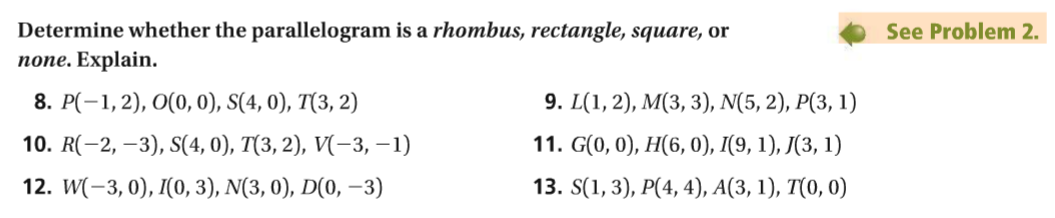 Determine whether the parallelogram is a rhombus, rectangle, square, or
none. Explain.
See Problem 2.
8. P(−1, 2), O(0, 0), S(4, 0), T(3, 2)
9. L(1, 2), M(3, 3), N(5, 2), P(3, 1)
10. R(−2, −3), S(4, 0), T(3, 2), V(−3, −1)
11. G(0, 0), H(6, 0), I(9, 1), J(3, 1)
12. W(−3, 0), I(0, 3), N(3, 0), D(0, −3)
13. S(1, 3), P(4, 4), A(3, 1), T(0, 0)